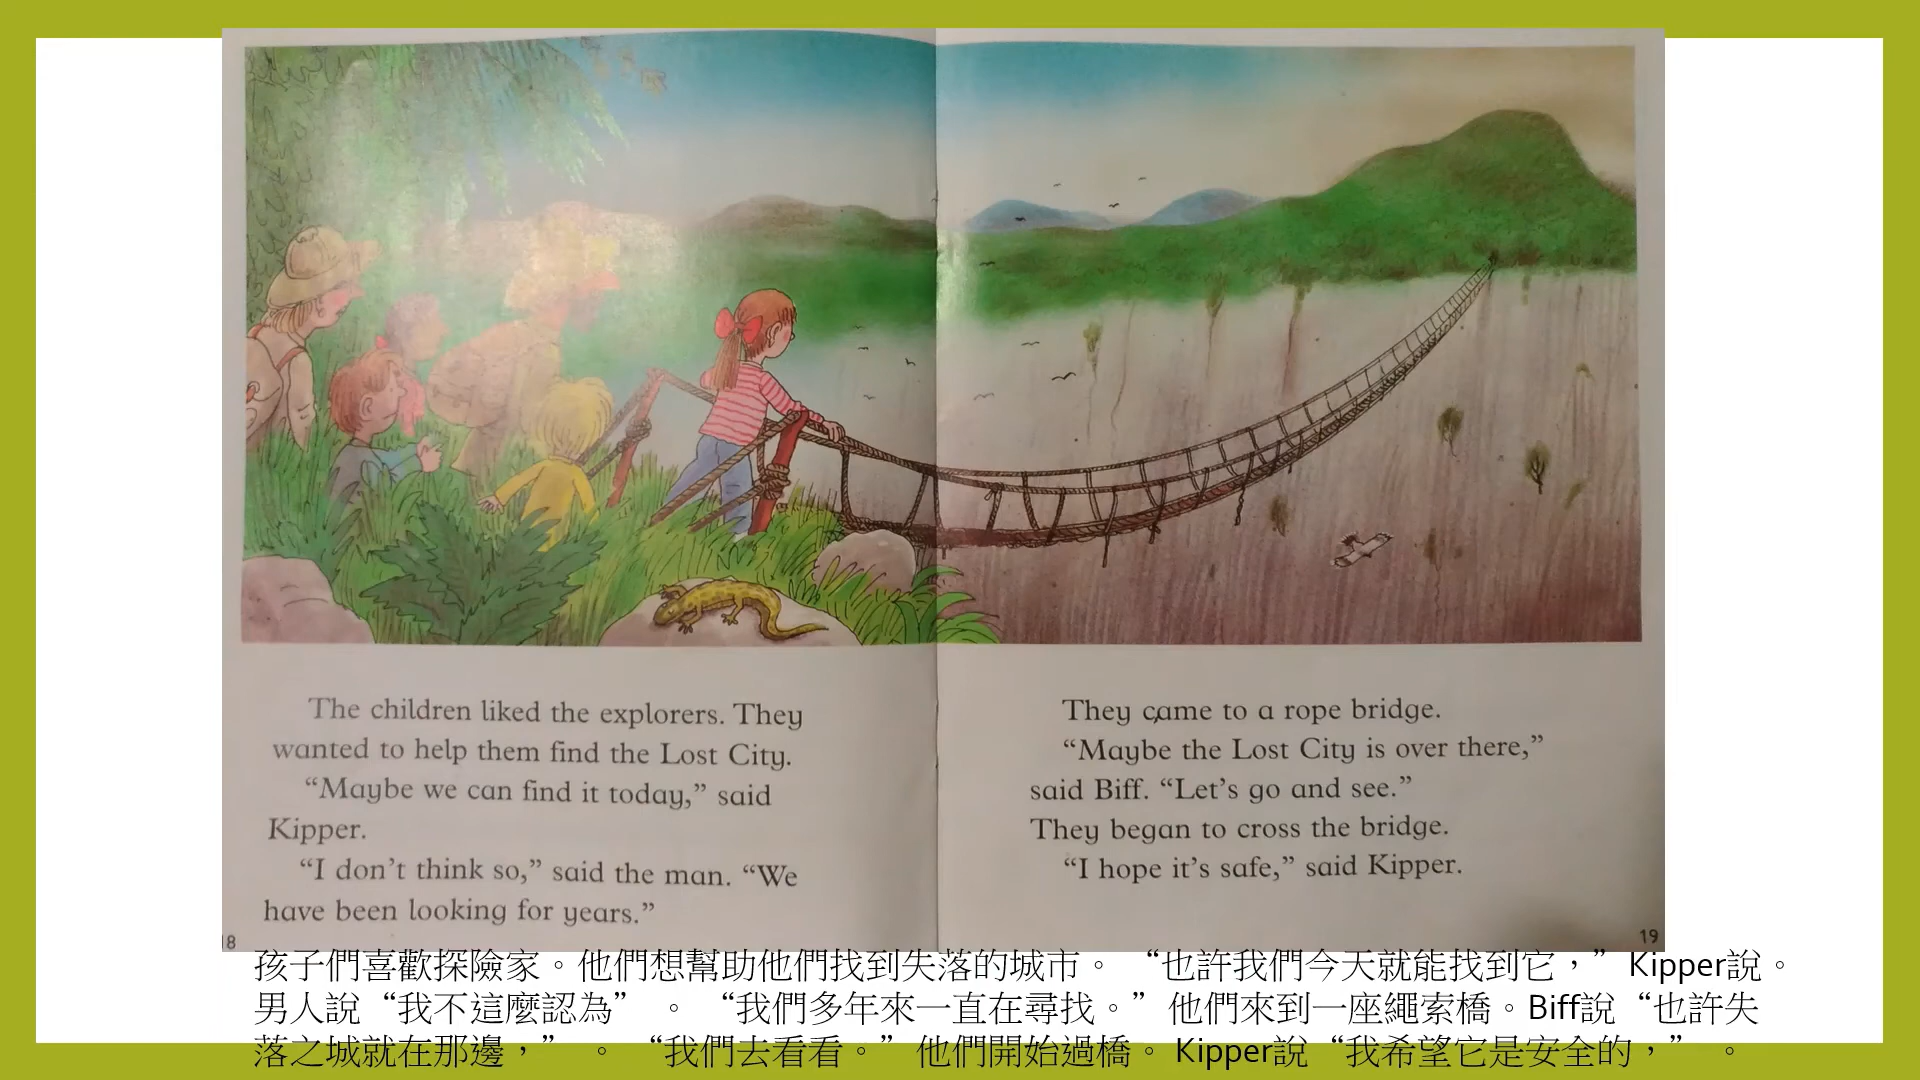 The children liked the explorers. They
wanted to help them find the Lost City.
“Maybe we can find it today,” said
Kipper.
“I don’t think so,” said the man. “We
have been looking for years.”
18
They came to a rope bridge.
“Maybe the Lost City is over there,”
said Biff. “Let’s go and see.”
They began to cross the bridge.
“I hope it’s safe,” said Kipper.
19
孩子們喜歡探險家。他們想幫助他們找到失落的城市。 “也許我們今天就能找到它，” Kipper說。
男人說“我不這麼認為” 。 “我們多年來一直在尋找。” 他們來到一座繩索橋。Biff說“也許失
落之城就在那邊，” 。 “我們去看看。” 他們開始過橋。 Kipper說“我希望它是安全的，” 。